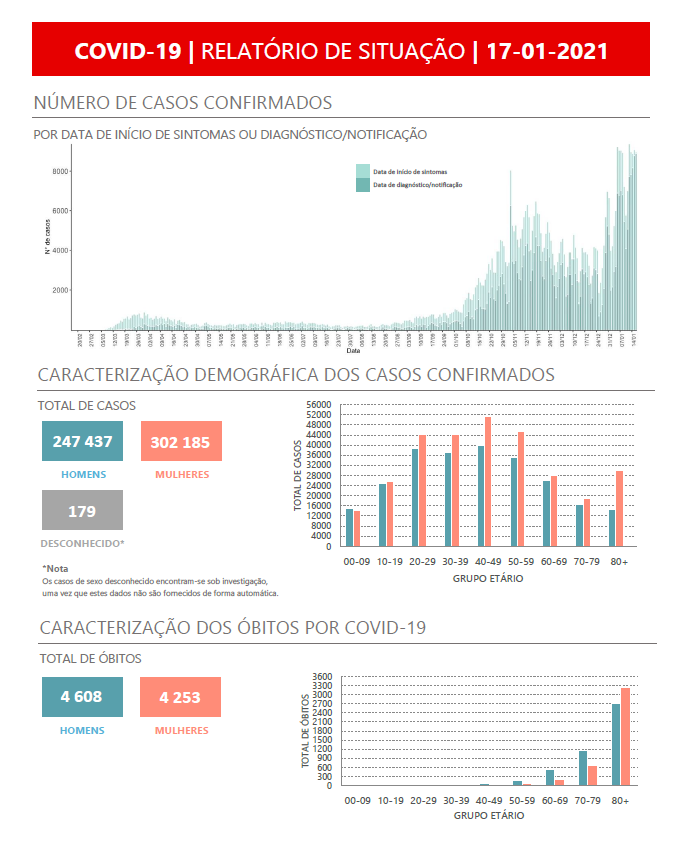 COVID-19 | RELATÓRIO DE SITUAÇÃO | 17-01-2021
NÚMERO DE CASOS CONFIRMADOS
POR DATA DE INÍCIO DE SINTOMAS OU DIAGNÓSTICO/NOTIFICAÇÃO
Data de início de sintomas
Data de diagnóstico/notificação
Nº de casos
8000
6000
4000
2000
Data
CARACTERIZAÇÃO DEMOGRÁFICA DOS CASOS CONFIRMADOS
TOTAL DE CASOS
247 437
HOMENS
302 185
MULHERES
179
DESCONHECIDO*
*Nota
Os casos de sexo desconhecido encontram-se sob investigação,
uma vez que estes dados não são fornecidos de forma automática.
TOTAL DE CASOS
56000
52000
48000
44000
40000
36000
32000
28000
24000
20000
16000
12000
8000
4000
0
00-09 10-19 20-29 30-39 40-49 50-59 60-69 70-79 80+
GRUPO ETÁRIO
CARACTERIZAÇÃO DOS ÓBITOS POR COVID-19
TOTAL DE ÓBITOS
4 608
HOMENS
4 253
MULHERES
TOTAL DE ÓBITOS
3600
3300
3000
2700
2400
2100
1800
1500
1200
900
600
300
0
00-09 10-19 20-29 30-39 40-49 50-59 60-69 70-79 80+
GRUPO ETÁRIO